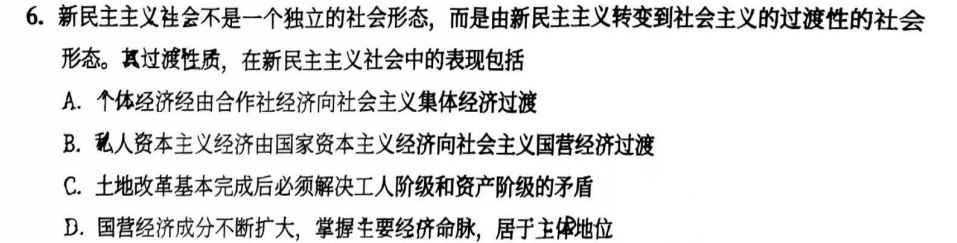 6. 新民主主义社会不是一个独立的社会形态，而是由新民主主义转变到社会主义的过渡性的社会
形态。其过渡性质，在新民主主义社会中的表现包括
A. 个体经济经由合作社经济向社会主义集体经济过渡
B. 私人资本主义经济由国家资本主义经济向社会主义国营经济过渡
C. 土地改革基本完成后必须解决工人阶级和资产阶级的矛盾
D. 国营经济成分不断扩大，掌握主要经济命脉，居于主体地位